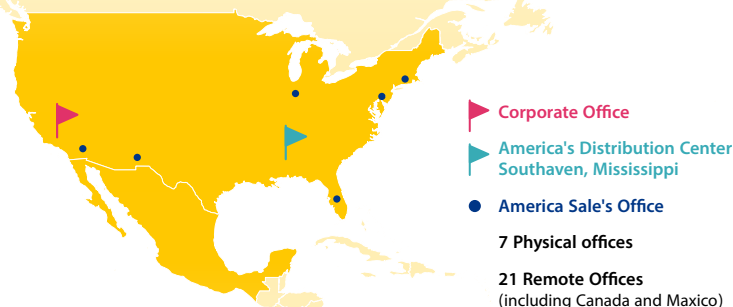 Corporate Office
America's Distribution Center
Southaven, Mississippi
America Sale's Office
7 Physical offices
21 Remote Offices
(including Canada and Maxico)